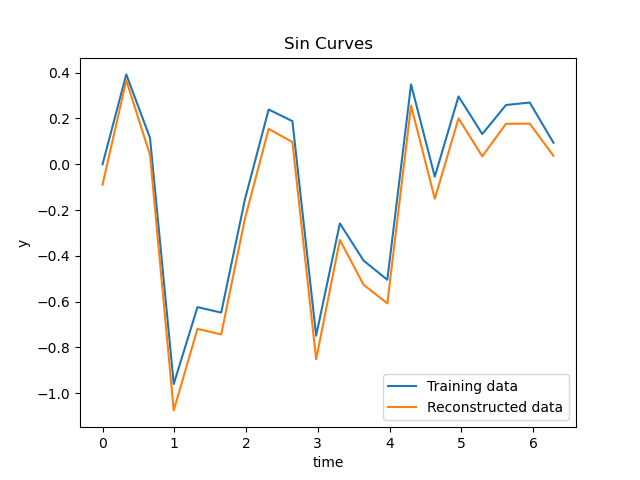 Sin Curves
0.4
0.2
0.0
−0.2
−0.4
−0.6
−0.8
−1.0
y
0 1 2 3 4 5 6
time
Training data
Reconstructed data